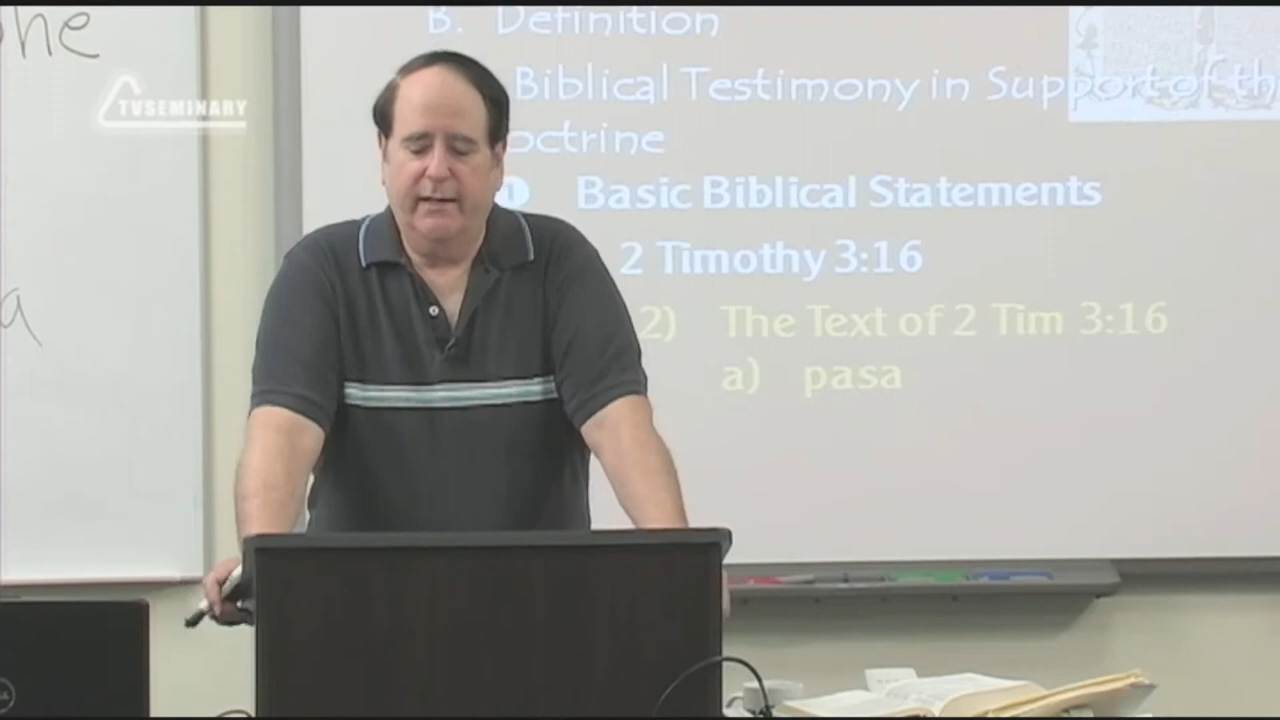 he
TVSEMINARY
B. Definition
Biblical Testimony in Support of th
octrine
1 Basic Biblical Statements
2 Timothy 3:16
2) The Text of 2 Tim 3:16
a) pasa
a